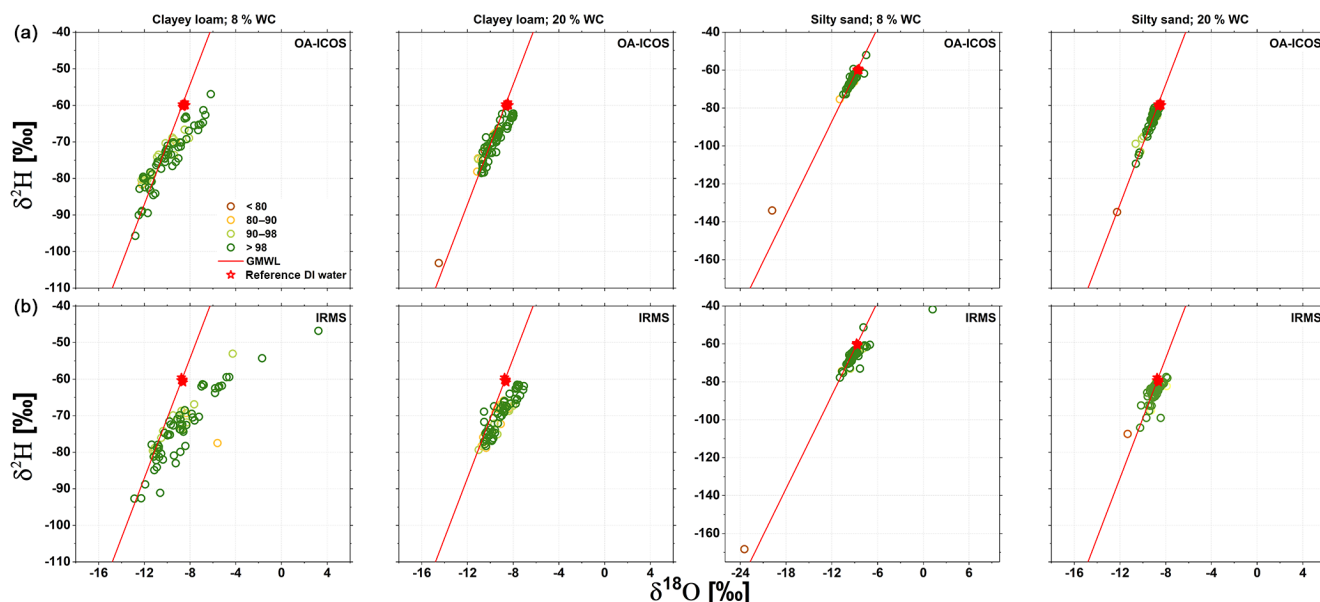 Clayey loam; 8 % WC
Clayey loam; 20 % WC
Silty sand; 8 % WC
Silty sand; 20 % WC
(a)
OA-ICOS
OA-ICOS
OA-ICOS
OA-ICOS
-40
-50
-60
-70
-80
-90
-100
-110
-40
-60
-80
-100
-120
-140
-160
δ²H [‰]
< 80
80–90
90–98
> 98
GMWL
Reference DI water
(b)
IRMS
IRMS
IRMS
IRMS
-40
-50
-60
-70
-80
-90
-100
-110
-40
-60
-80
-100
-120
-140
-160
δ²H [‰]
-16 -12 -8 -4 0 4
-16 -12 -8 -4 0 4
-24 -18 -12 -6 0 6
-16 -12 -8 -4 0 4
δ¹⁸O [‰]